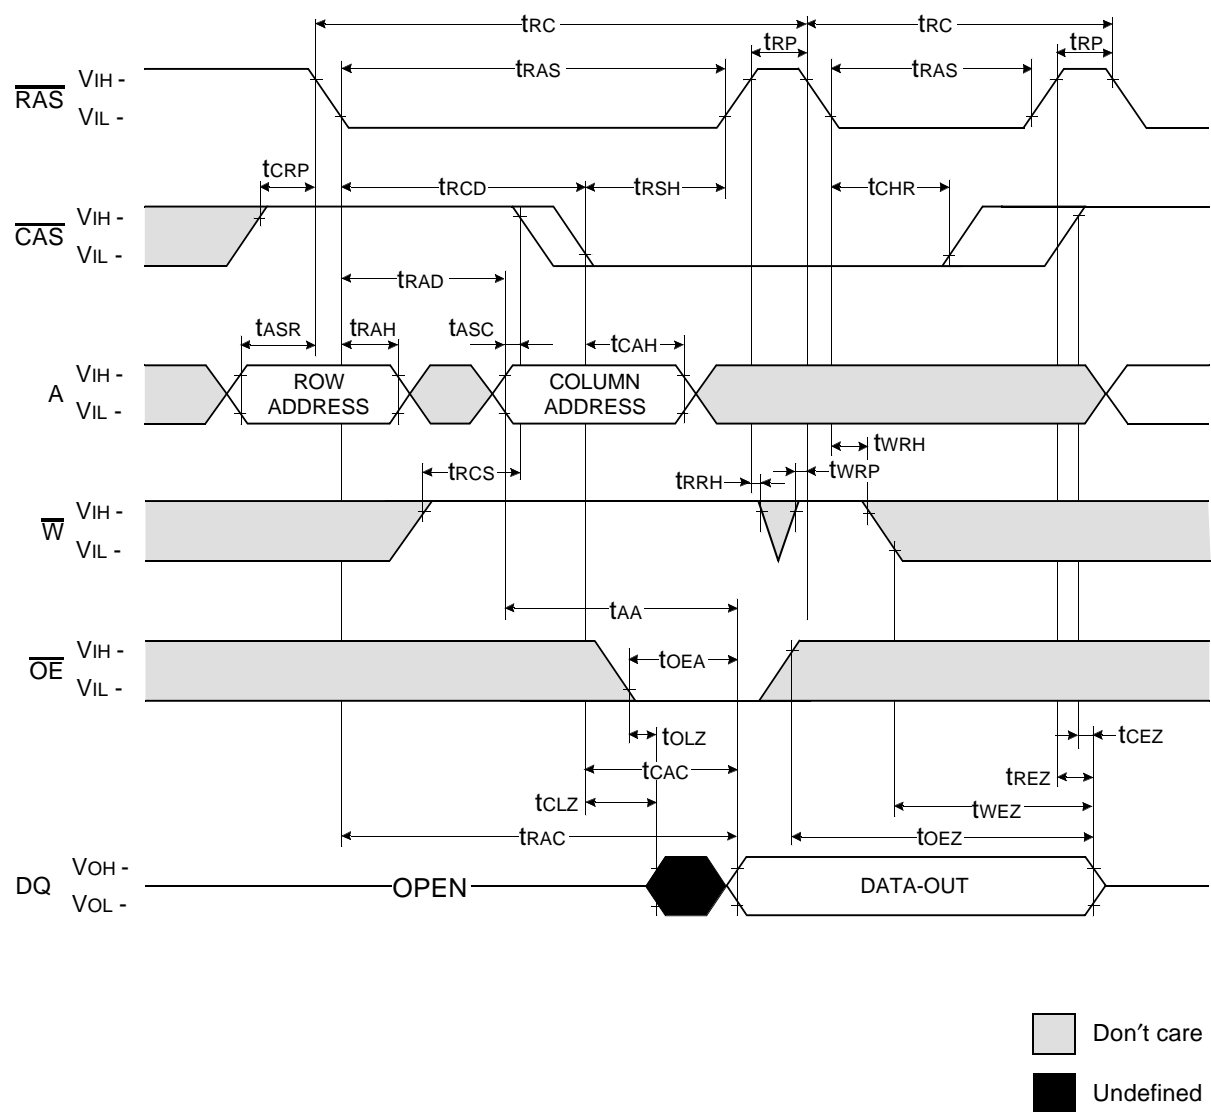 tRC tRC
tRP tRP
tRAS tRAS
RAS VIH -
VIL -
tCRP tRCD tRSH tCHR
CAS VIH -
VIL -
tRAD
tASR tRAH tASC tCAH
A VIH -
VIL -
ROW
ADDRESS
COLUMN
ADDRESS
tWRH
tRCS tRRH tWRP
W VIH -
VIL -
tAA
OE VIH -
VIL -
tOEA
tOLZ tCEZ
tCAC tREZ
tCLZ tWEZ
tRAC tOEZ
DQ VOH -
VOL -
OPEN DATA-OUT
Don′t care
Undefined